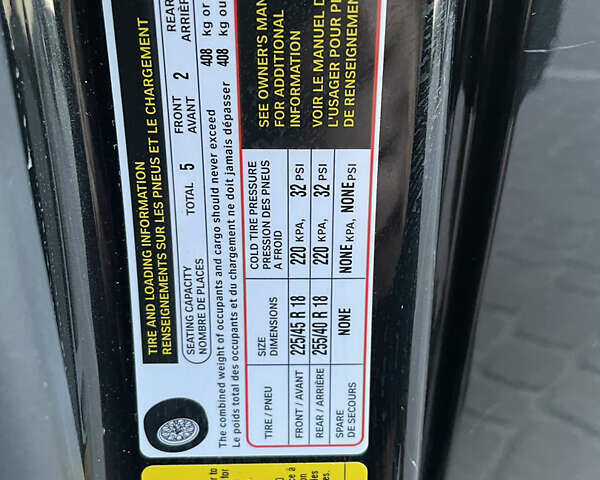 TIRE AND LOADING INFORMATION
RENSEIGNEMENTS SUR LES PNEUS ET LE CHARGEMENT
SEATING CAPACITY
NOMBRE DE PLACES
TOTAL 5
FRONT
AVANT 2
REAR
ARRIÈRE
The combined weight of occupants and cargo should never exceed 408 kg or
Le poids total des occupants et du chargement ne doit jamais dépasser 408 kg ou
TIRE / PNEU
SIZE
DIMENSIONS
COLD TIRE PRESSURE
PRESSION DES PNEUS
A FROID
FRONT / AVANT 225/45 R 18 220 KPA, 32 PSI
REAR / ARRIÈRE 255/40 R 18 220 KPA, 32 PSI
SPARE
DE SECOURS
NONE NONE KPA, NONE PSI
SEE OWNER'S MAN
FOR ADDITIONAL
INFORMATION
VOIR LE MANUEL D
L'USAGER POUR P
DE RENSEIGNEMEN